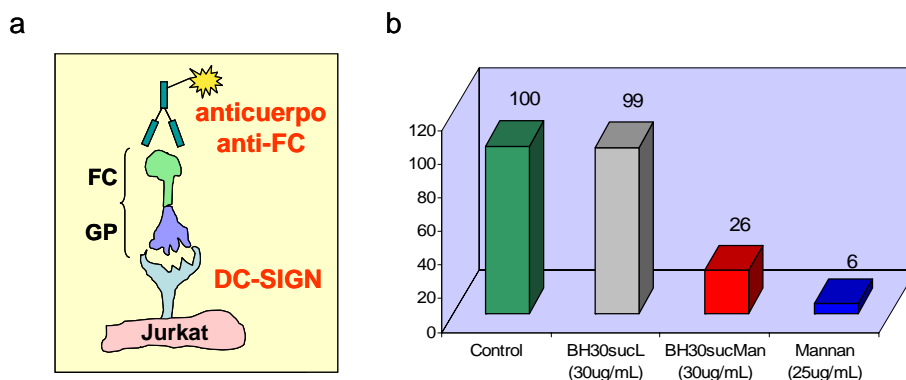 a
anticuerpo
anti-FC
FC
GP
DC-SIGN
Jurkat
b
120
100
80
60
40
20
0
100
99
26
6
Control
BH30sucL
(30ug/mL)
BH30sucMan
(30ug/mL)
Mannan
(25ug/mL)